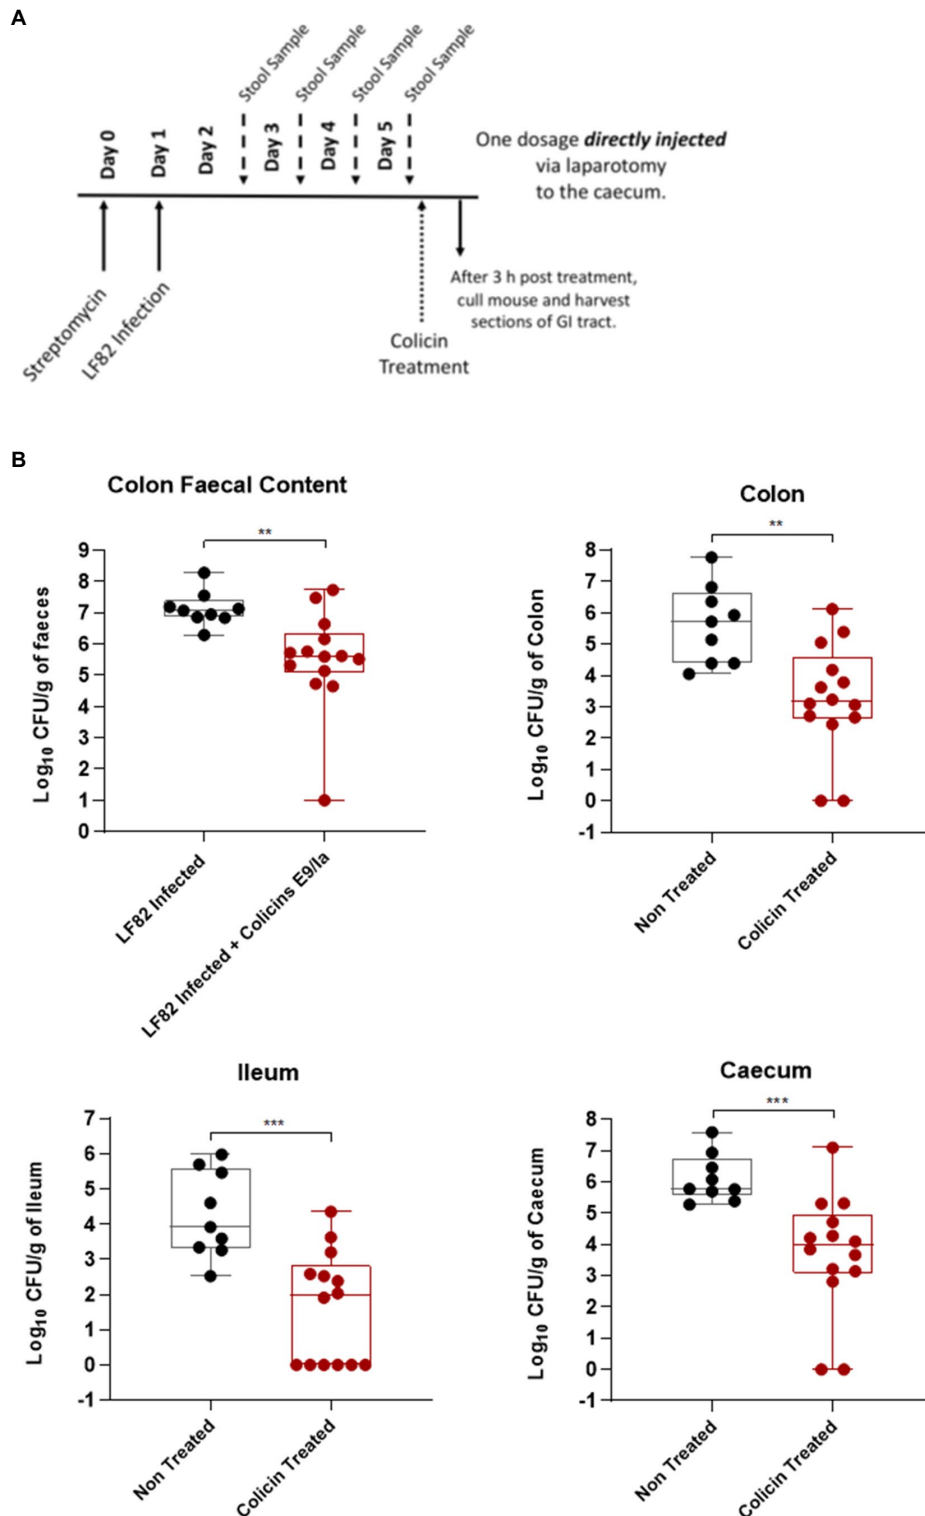 A
Stool Sample
Stool Sample
Stool Sample
Stool Sample
Day 0
Day 1
Day 2
Day 3
Day 4
Day 5
One dosage directly injected
via laparotomy
to the caecum.
Streptomycin
LF82 Infection
Colicin
Treatment
After 3 h post treatment,
cull mouse and harvest
sections of GI tract.
B
Colon Faecal Content
**
Log10 CFU/g of faeces
9
8
7
6
5
4
3
2
1
0
LF82 Infected
LF82 Infected + Colicins E9/Ia
Colon
**
Log10 CFU/g of Colon
8
7
6
5
4
3
2
1
0
-1
Non Treated
Colicin Treated
Ileum
***
Log10 CFU/g of Ileum
7
6
5
4
3
2
1
0
-1
Non Treated
Colicin Treated
Caecum
***
Log10 CFU/g of Caecum
8
7
6
5
4
3
2
1
0
-1
Non Treated
Colicin Treated